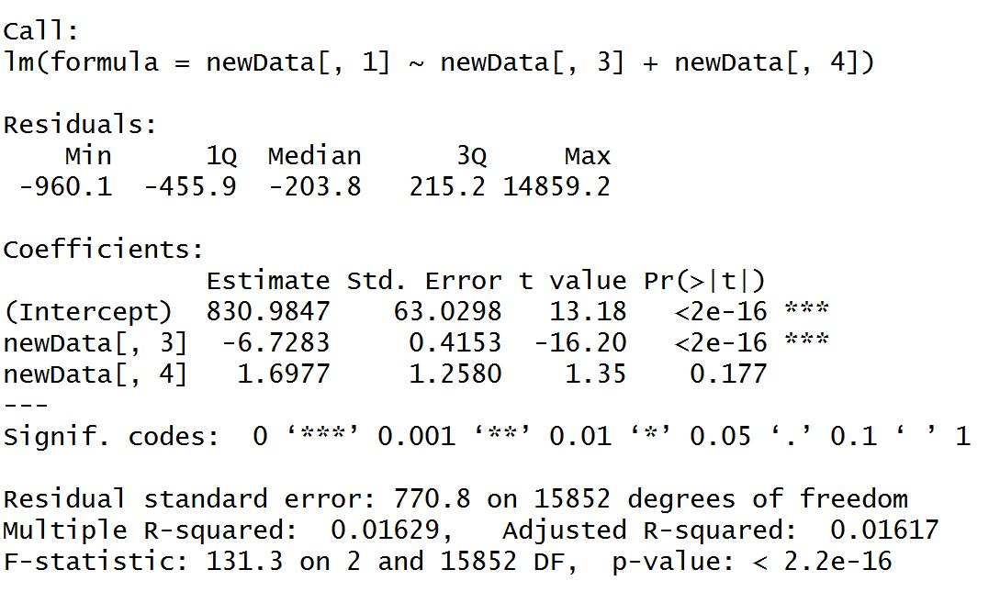 Call:
lm(formula = newData[, 1] ~ newData[, 3] + newData[, 4])
Residuals:
Min 1Q Median 3Q Max
-960.1 -455.9 -203.8 215.2 14859.2
Coefficients:
Estimate Std. Error t value Pr(>|t|)
(Intercept) 830.9847 63.0298 13.18 <2e-16 ***
newData[, 3] -6.7283 0.4153 -16.20 <2e-16 ***
newData[, 4] 1.6977 1.2580 1.35 0.177
---
Signif. codes: 0 ‘***’ 0.001 ‘**’ 0.01 ‘*’ 0.05 ‘.’ 0.1 ‘ ’ 1
Residual standard error: 770.8 on 15852 degrees of freedom
Multiple R-squared: 0.01629, Adjusted R-squared: 0.01617
F-statistic: 131.3 on 2 and 15852 DF, p-value: < 2.2e-16